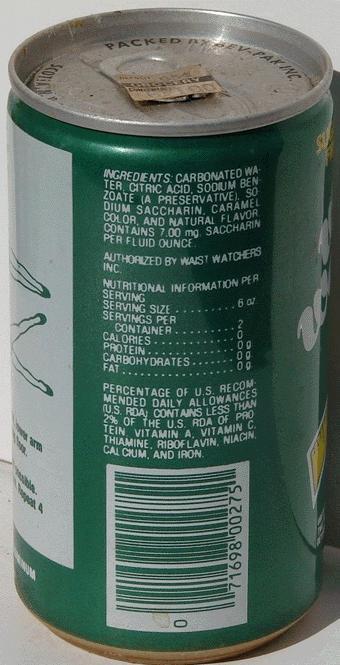 PACKED BY BEV-PAK INC.
INGREDIENTS: CARBONATED WA-
TER, CITRIC ACID, SODIUM BEN-
ZOATE (A PRESERVATIVE), SO-
DIUM SACCHARIN, CARAMEL
COLOR, AND NATURAL FLAVOR.
CONTAINS 7.00 mg. SACCHARIN
PER FLUID OUNCE.
AUTHORIZED BY WAIST WATCHERS
INC.
NUTRITIONAL INFORMATION PER
SERVING
SERVING SIZE . . . . . . . . . 6 oz.
SERVINGS PER
CONTAINER . . . . . . . . . . 2
CALORIES . . . . . . . . . . . . 0
PROTEIN . . . . . . . . . . . . 0 g
CARBOHYDRATES . . . . . . . . 0 g
FAT . . . . . . . . . . . . . . . 0 g
PERCENTAGE OF U.S. RECOM-
MENDED DAILY ALLOWANCES
(U.S. RDA) CONTAINS LESS THAN
2% OF THE U.S. RDA OF PRO
TEIN, VITAMIN A, VITAMIN C,
THIAMINE, RIBOFLAVIN, NIACIN,
CALCIUM, AND IRON.
71698 00275
0
arm
Repeat 4